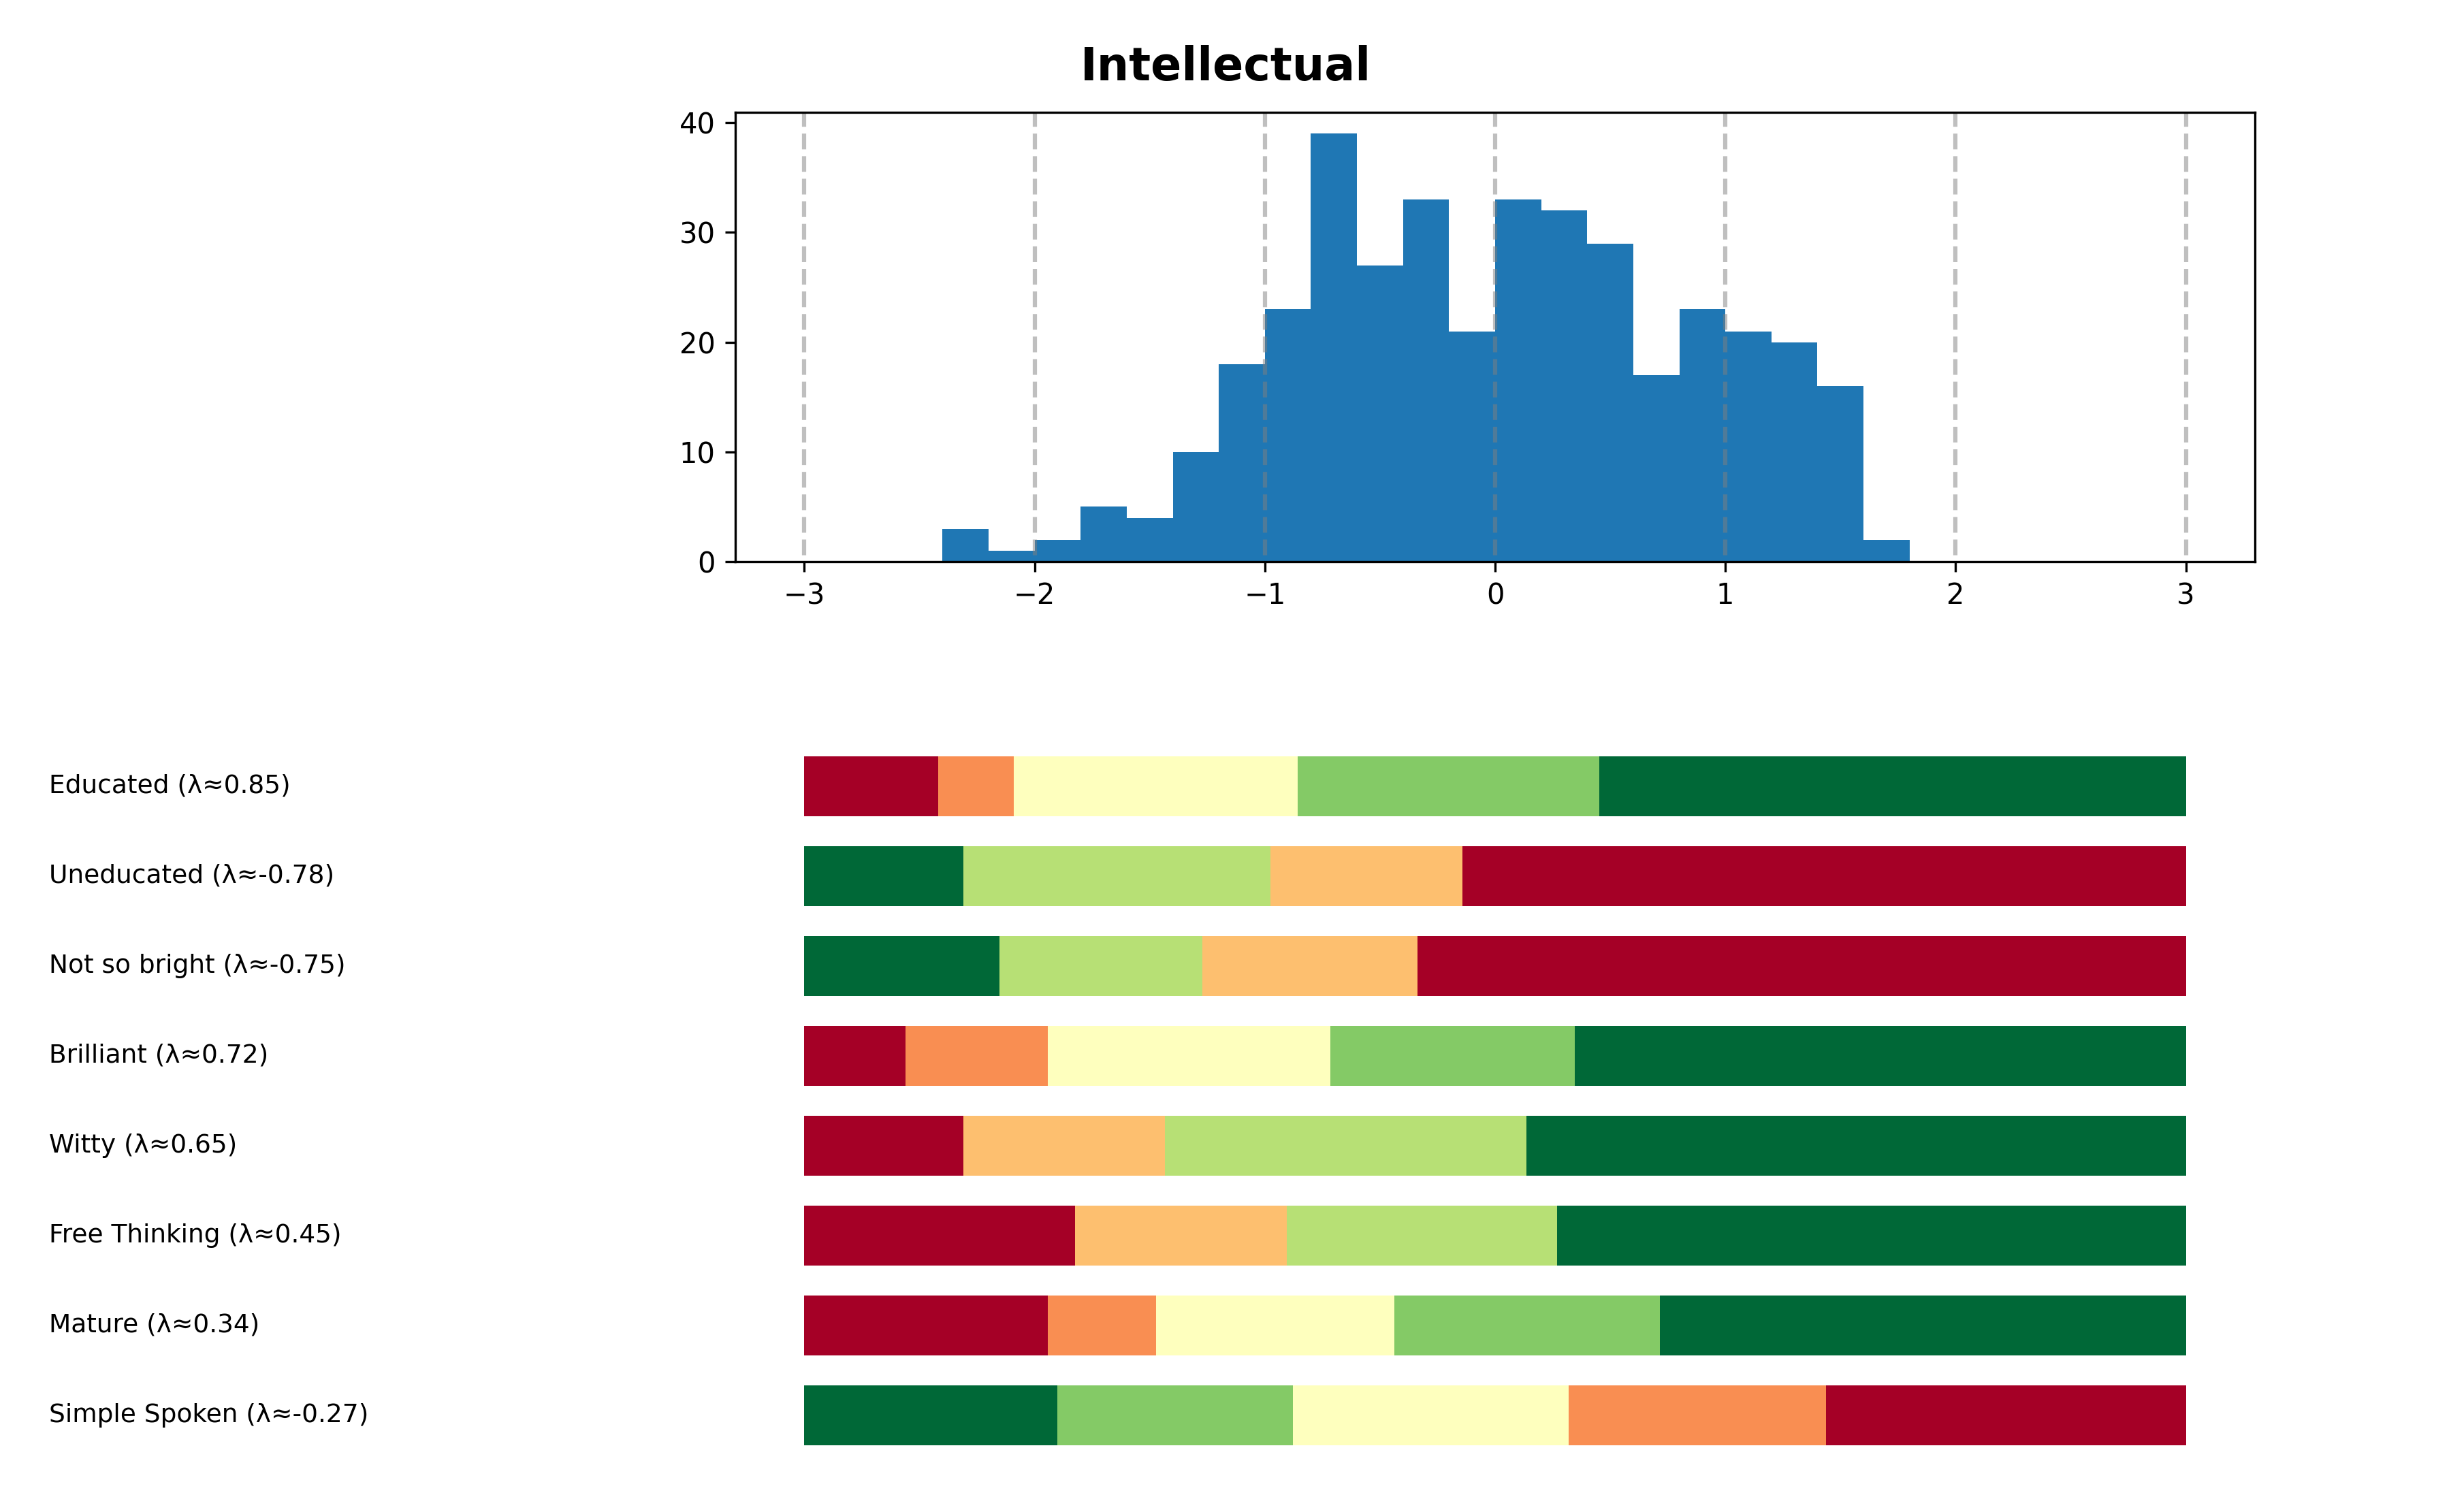 Intellectual
40
30
20
10
0
−3 −2 −1 0 1 2 3
Educated (λ≈0.85)
Uneducated (λ≈-0.78)
Not so bright (λ≈-0.75)
Brilliant (λ≈0.72)
Witty (λ≈0.65)
Free Thinking (λ≈0.45)
Mature (λ≈0.34)
Simple Spoken (λ≈-0.27)